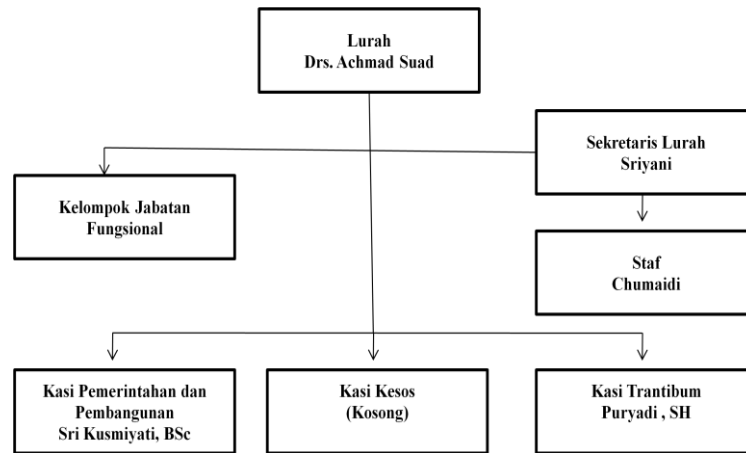 Lurah
Drs. Achmad Suad
Sekretaris Lurah
Sriyani
Kelompok Jabatan
Fungsional
Staf
Chumaidi
Kasi Pemerintahan dan
Pembangunan
Sri Kusmiyati, BSc
Kasi Kesos
(Kosong)
Kasi Trantibum
Puryadi , SH